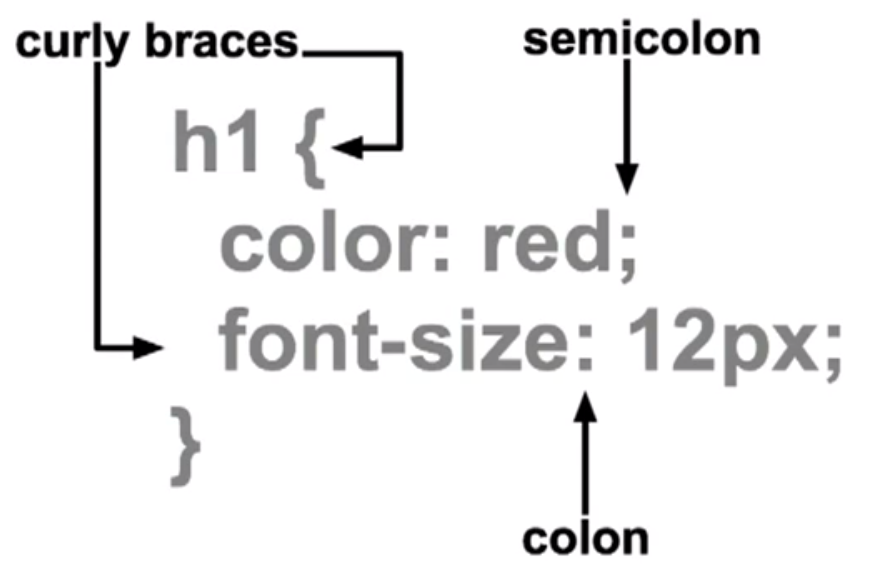 curly braces
semicolon
h1 {
color: red;
font-size: 12px;
}
colon